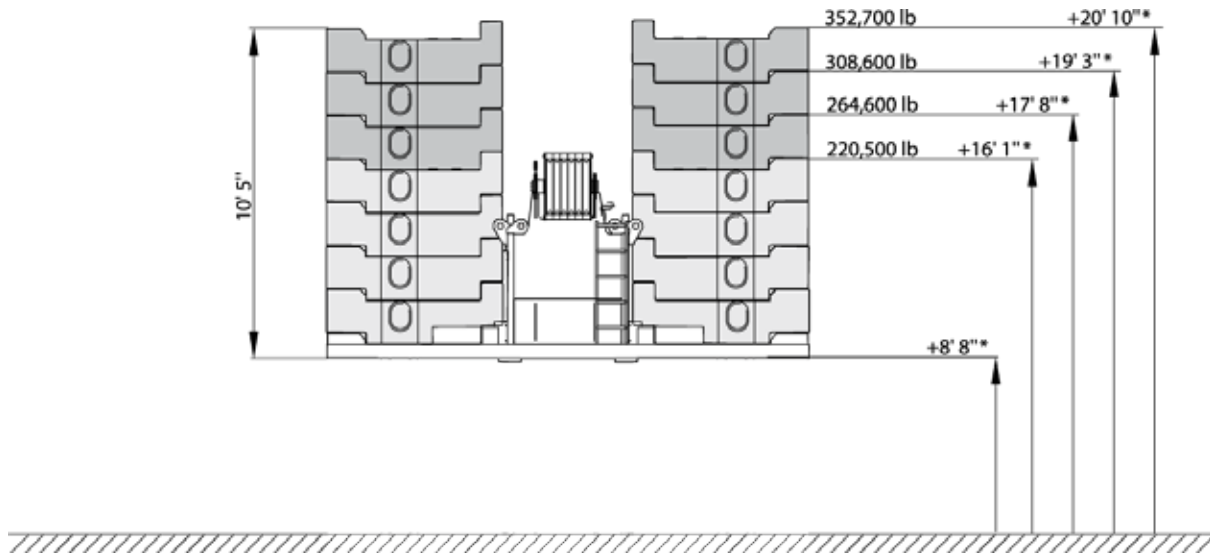 352,700 lb +20' 10"*
308,600 lb +19' 3"*
264,600 lb +17' 8"*
220,500 lb +16' 1"*
10' 5"
+8' 8"*